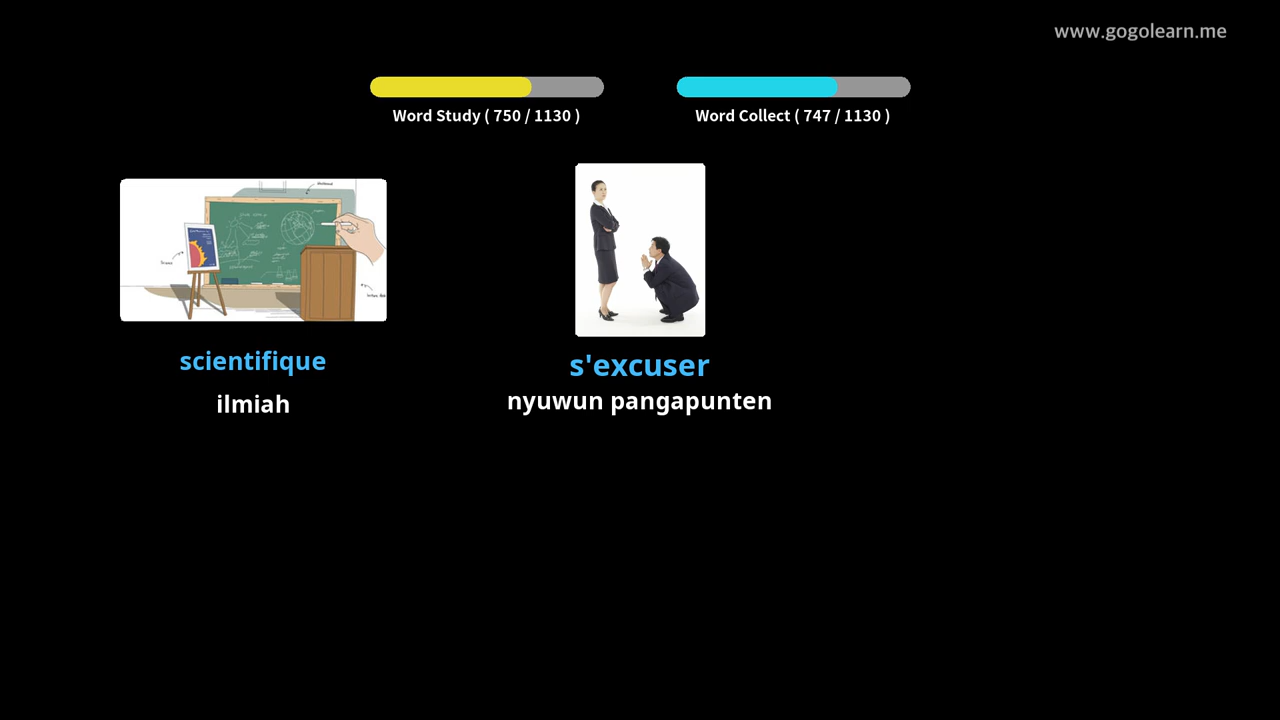 www.gogolearn.me
Word Study ( 750 / 1130 )
Word Collect ( 747 / 1130 )
scientifique
ilmiah
s'excuser
nyuwun pangapunten